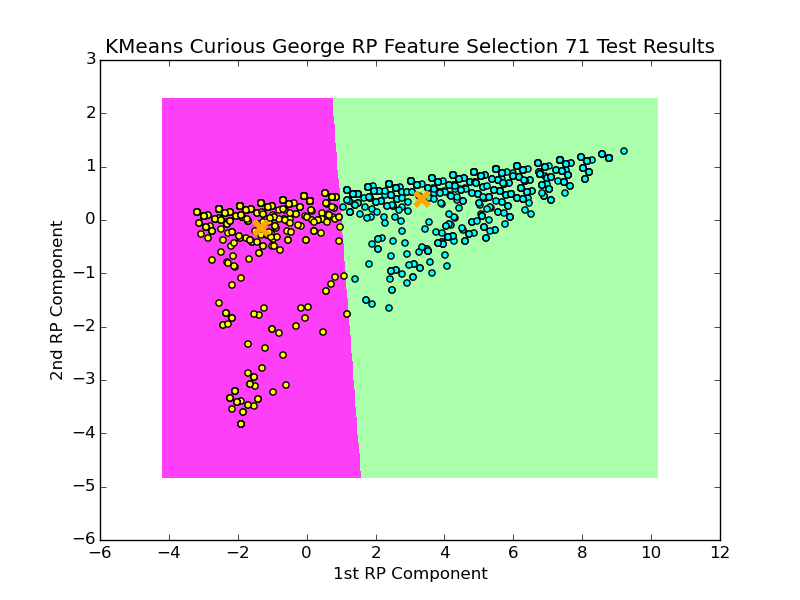 KMeans Curious George RP Feature Selection 71 Test Results
3
2
1
0
−1
−2
−3
−4
−5
−6
2nd RP Component
−6 −4 −2 0 2 4 6 8 10 12
1st RP Component